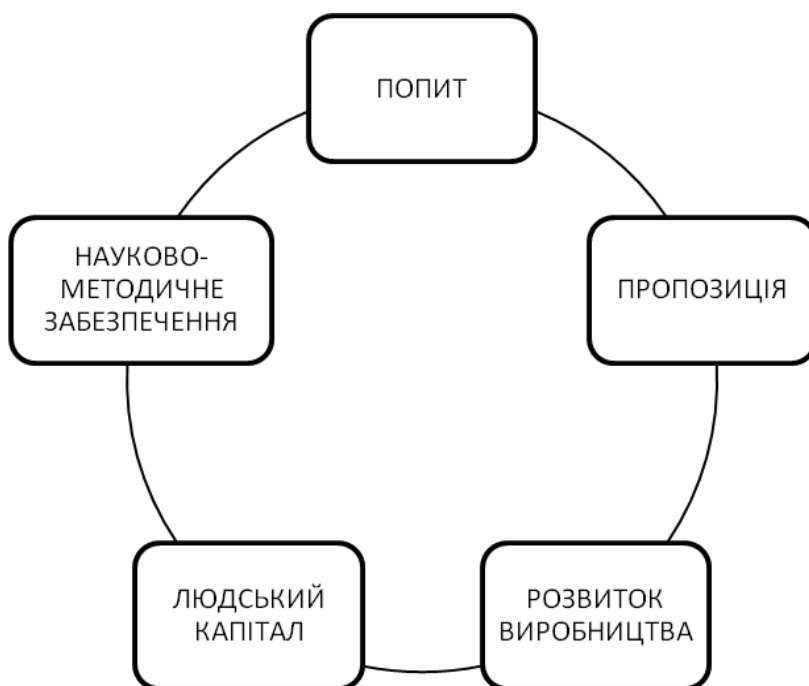 ПОПИТ
ПРОПОЗИЦІЯ
РОЗВИТОК
ВИРОБНИЦТВА
ЛЮДСЬКИЙ
КАПІТАЛ
НАУКОВО-
МЕТОДИЧНЕ
ЗАБЕЗПЕЧЕННЯ